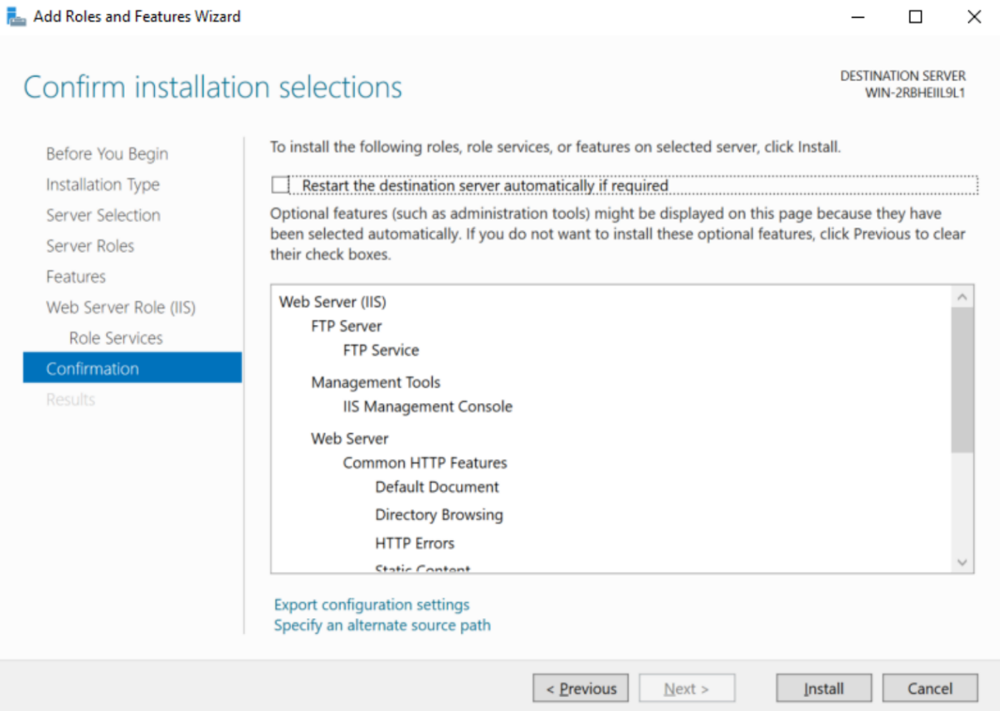 Add Roles and Features Wizard
Confirm installation selections
DESTINATION SERVER
WIN-2RBHEIIL9L1
Before You Begin
Installation Type
Server Selection
Server Roles
Features
Web Server Role (IIS)
Role Services
Confirmation
Results
To install the following roles, role services, or features on selected server, click Install.
Restart the destination server automatically if required
Optional features (such as administration tools) might be displayed on this page because they have
been selected automatically. If you do not want to install these optional features, click Previous to clear
their check boxes.
Web Server (IIS)
FTP Server
FTP Service
Management Tools
IIS Management Console
Web Server
Common HTTP Features
Default Document
Directory Browsing
HTTP Errors
Static Content
Export configuration settings
Specify an alternate source path
< Previous
Next >
Install
Cancel